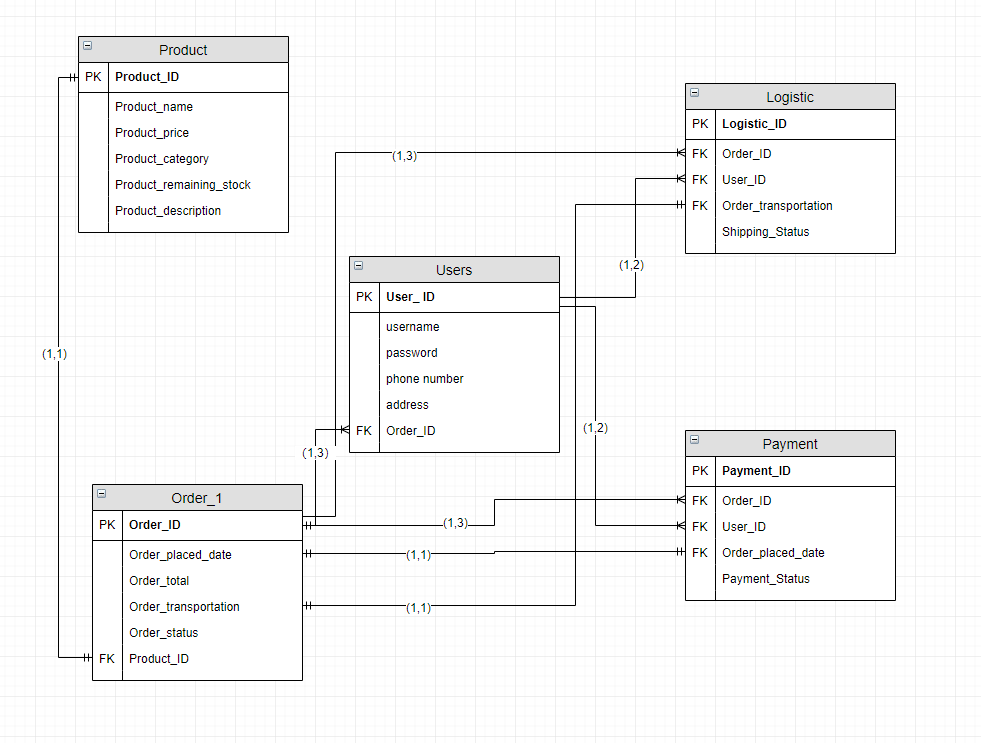 Product
PK Product_ID
Product_name
Product_price
Product_category
Product_remaining_stock
Product_description
Logistic
PK Logistic_ID
FK Order_ID
FK User_ID
FK Order_transportation
Shipping_Status
(1,3)
(1,2)
Users
PK User_ ID
username
password
phone number
address
FK Order_ID
(1,1)
(1,2)
(1,3)
Payment
PK Payment_ID
FK Order_ID
FK User_ID
FK Order_placed_date
Payment_Status
Order_1
PK Order_ID
Order_placed_date
Order_total
Order_transportation
Order_status
FK Product_ID
(1,3)
(1,1)
(1,1)